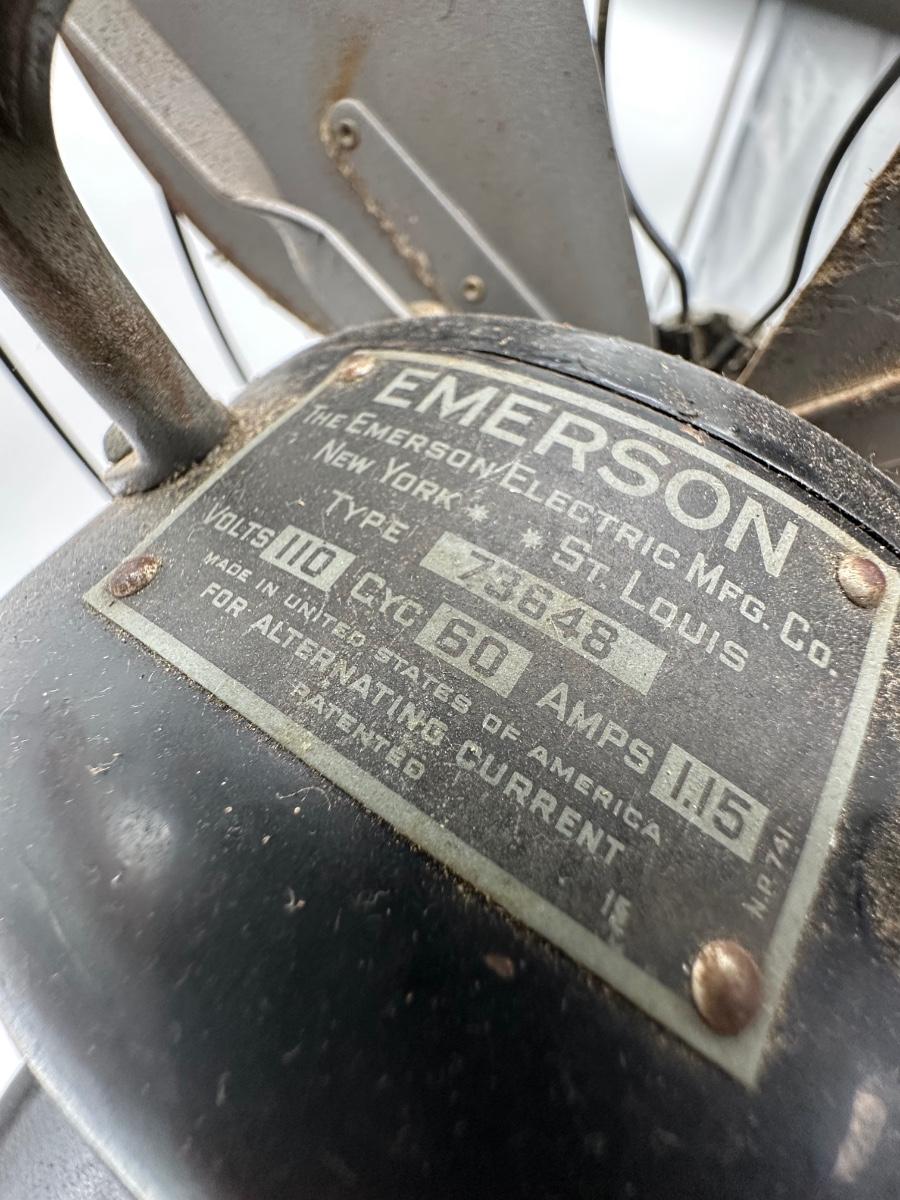 EMERSON
THE EMERSON ELECTRIC MFG. CO.
NEW YORK * * ST. LOUIS
TYPE 73648
VOLTS 110 CYC 60 AMPS 1.15
MADE IN UNITED STATES OF AMERICA
FOR ALTERNATING CURRENT
PATENTED
N.P. 741